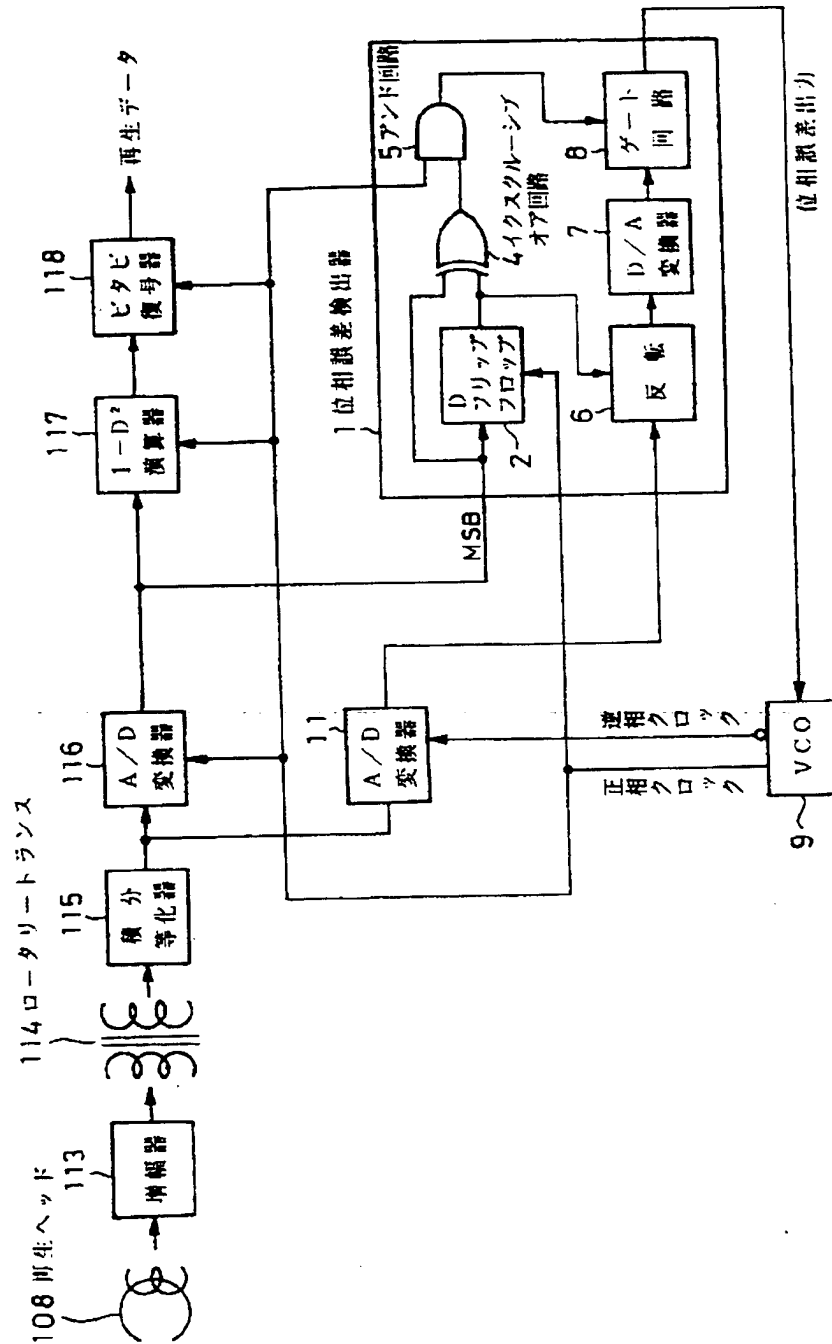 108 再生ヘッド
113
増幅器
114 ロータリートランス
115
積分
等化器
116
A/D
変換器
117
1-D²
演算器
118
ビタビ
復号器
再生データ
11
A/D
変換器
MSB
1 位相誤差検出器
2
D
フリップ
フロップ
4 イクスクルーシブ
オア回路
5 アンド回路
6
反転
7
D/A
変換器
8
ゲート
回路
位相誤差出力
正相クロック
逆相クロック
9
VCO